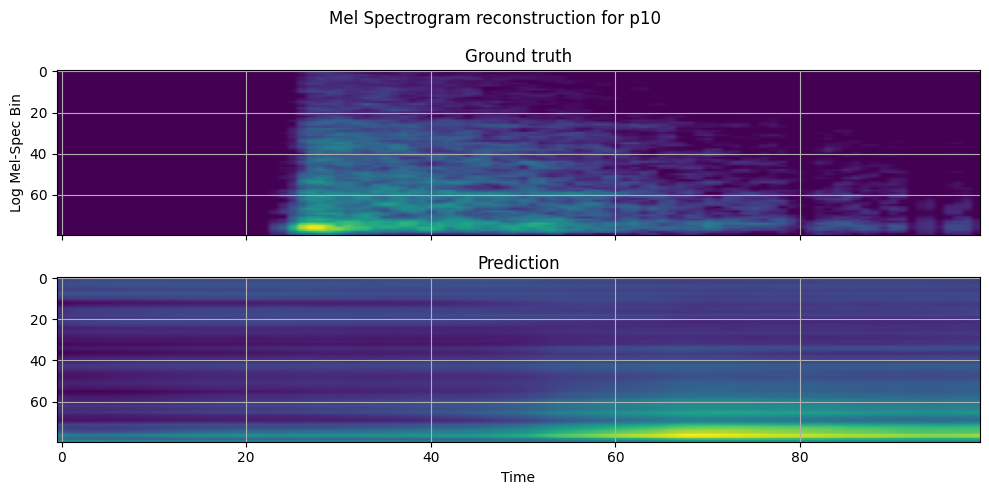 Mel Spectrogram reconstruction for p10
Ground truth
0
20
40
60
Log Mel-Spec Bin
Prediction
0
20
40
60
0 20 40 60 80
Time